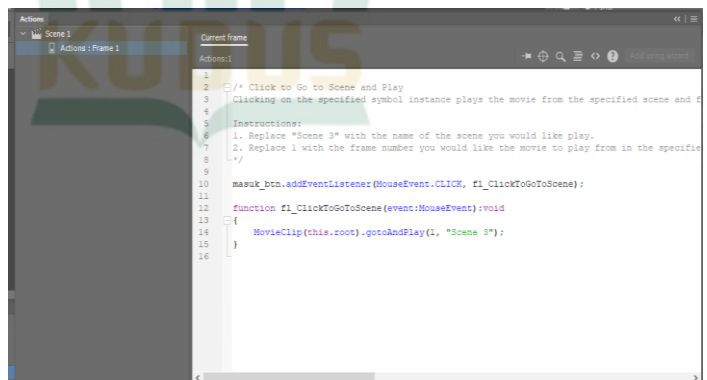 Actions
Scene 1
Actions : Frame 1
Current frame
Actions:1
Add using wizard
1
2 /* Click to Go to Scene and Play
3 Clicking on the specified symbol instance plays the movie from the specified scene and f
4
5 Instructions:
6 1. Replace "Scene 3" with the name of the scene you would like play.
7 2. Replace 1 with the frame number you would like the movie to play from in the specifie
8 */
9
10 masuk_btn.addEventListener(MouseEvent.CLICK, fl_ClickToGoToScene);
11
12 function fl_ClickToGoToScene(event:MouseEvent):void
13 {
14 MovieClip(this.root).gotoAndPlay(1, "Scene 3");
15 }
16
KUDUS